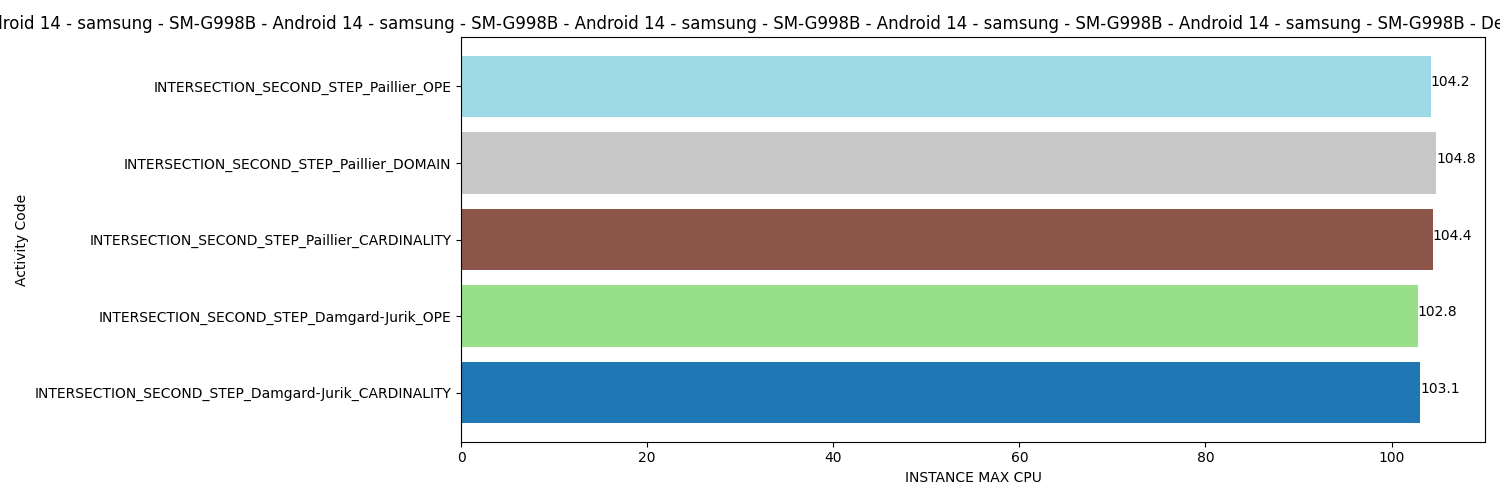 droid 14 - samsung - SM-G998B - Android 14 - samsung - SM-G998B - Android 14 - samsung - SM-G998B - Android 14 - samsung - SM-G998B - Android 14 - samsung - SM-G998B - De
INTERSECTION_SECOND_STEP_Paillier_OPE
104.2
INTERSECTION_SECOND_STEP_Paillier_DOMAIN
104.8
INTERSECTION_SECOND_STEP_Paillier_CARDINALITY
104.4
INTERSECTION_SECOND_STEP_Damgard-Jurik_OPE
102.8
INTERSECTION_SECOND_STEP_Damgard-Jurik_CARDINALITY
103.1
Activity Code
0 20 40 60 80 100
INSTANCE MAX CPU